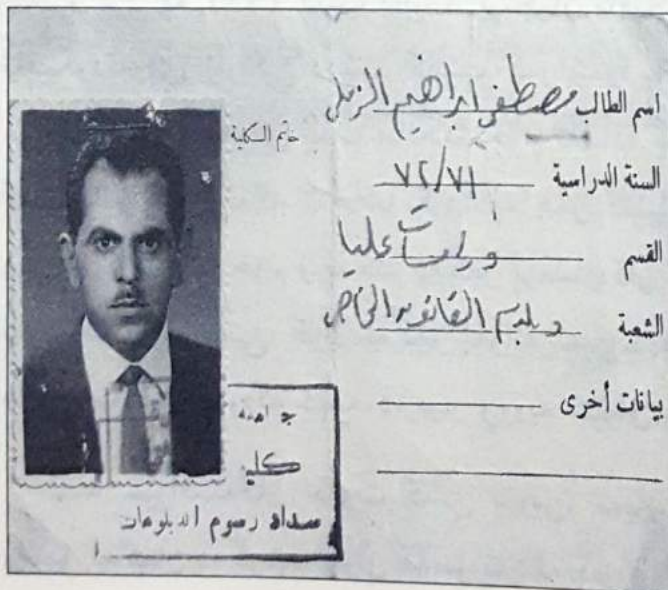 اسم الطالب مصطفى ابراهيم الزلمي
ختم الكلية
السنة الدراسية ٧٢/٧١
القسم دراسات عليا
الشعبة دبلوم القانون الخاص
بيانات أخرى
جامعة
كلية
سداد رسوم الدبلومات